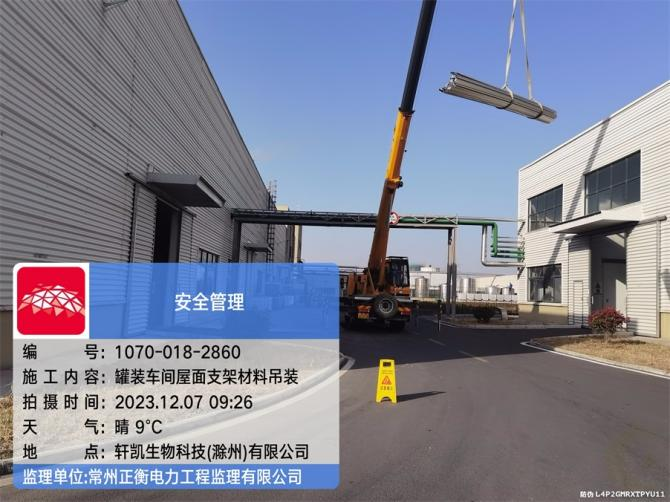 安全管理
编 号: 1070-018-2860
施工内容: 罐装车间屋面支架材料吊装
拍摄时间: 2023.12.07 09:26
天 气: 晴 9°C
地 点: 轩凯生物科技(滁州)有限公司
监理单位:常州正衡电力工程监理有限公司
防伪 L4P2GMRXTPYU11